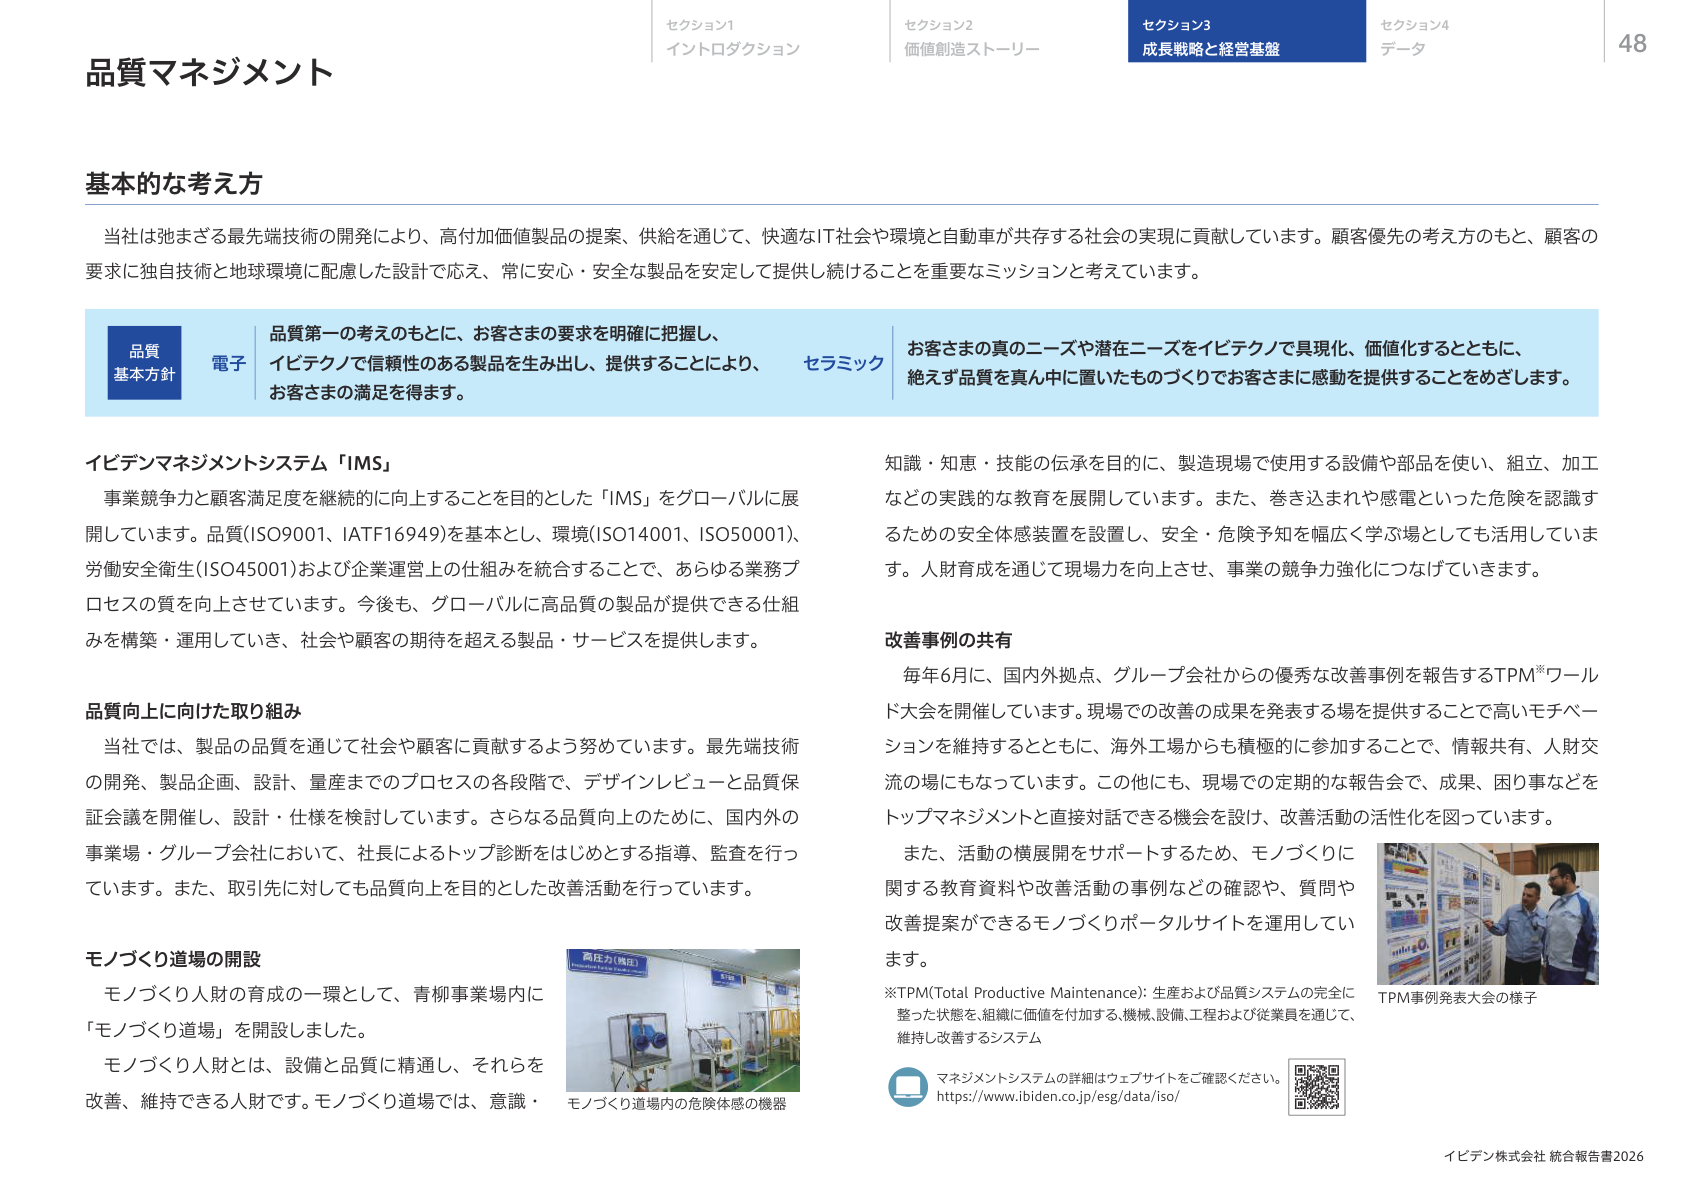 セクション1
イントロダクション
セクション2
価値創造ストーリー
セクション3
成長戦略と経営基盤
セクション4
データ
48
品質マネジメント
基本的な考え方
当社は弛まざる最先端技術の開発により、高付加価値製品の提案、供給を通じて、快適なIT社会や環境と自動車が共存する社会の実現に貢献しています。顧客優先の考え方のもと、顧客の
要求に独自技術と地球環境に配慮した設計で応え、常に安心・安全な製品を安定して提供し続けることを重要なミッションと考えています。
品質
基本方針
電子
品質第一の考えのもとに、お客さまの要求を明確に把握し、
イビテクノで信頼性のある製品を生み出し、提供することにより、
お客さまの満足を得ます。
セラミック
お客さまの真のニーズや潜在ニーズをイビテクノで具現化、価値化するとともに、
絶えず品質を真ん中に置いたものづくりでお客さまに感動を提供することをめざします。
イビデンマネジメントシステム「IMS」
事業競争力と顧客満足度を継続的に向上することを目的とした「IMS」をグローバルに展
開しています。品質(ISO9001、IATF16949)を基本とし、環境(ISO14001、ISO50001)、
労働安全衛生(ISO45001)および企業運営上の仕組みを統合することで、あらゆる業務プ
ロセスの質を向上させています。今後も、グローバルに高品質の製品が提供できる仕組
みを構築・運用していき、社会や顧客の期待を超える製品・サービスを提供します。
品質向上に向けた取り組み
当社では、製品の品質を通じて社会や顧客に貢献するよう努めています。最先端技術
の開発、製品企画、設計、量産までのプロセスの各段階で、デザインレビューと品質保
証会議を開催し、設計・仕様を検討しています。さらなる品質向上のために、国内外の
事業場・グループ会社において、社長によるトップ診断をはじめとする指導、監査を行っ
ています。また、取引先に対しても品質向上を目的とした改善活動を行っています。
モノづくり道場の開設
モノづくり人財の育成の一環として、青柳事業場内に
「モノづくり道場」を開設しました。
モノづくり人財とは、設備と品質に精通し、それらを
改善、維持できる人財です。モノづくり道場では、意識・
高圧力（残圧）
モノづくり道場内の危険体感の機器
知識・知恵・技能の伝承を目的に、製造現場で使用する設備や部品を使い、組立、加工
などの実践的な教育を展開しています。また、巻き込まれや感電といった危険を認識す
るための安全体感装置を設置し、安全・危険予知を幅広く学ぶ場としても活用していま
す。人財育成を通じて現場力を向上させ、事業の競争力強化につなげていきます。
改善事例の共有
毎年6月に、国内外拠点、グループ会社からの優秀な改善事例を報告するTPM※ワール
ド大会を開催しています。現場での改善の成果を発表する場を提供することで高いモチベー
ションを維持するとともに、海外工場からも積極的に参加することで、情報共有、人財交
流の場にもなっています。この他にも、現場での定期的な報告会で、成果、困り事などを
トップマネジメントと直接対話できる機会を設け、改善活動の活性化を図っています。
また、活動の横展開をサポートするため、モノづくりに
関する教育資料や改善活動の事例などの確認や、質問や
改善提案ができるモノづくりポータルサイトを運用してい
ます。
※TPM(Total Productive Maintenance)：生産および品質システムの完全に
整った状態を、組織に価値を付加する、機械、設備、工程および従業員を通じて、
維持し改善するシステム
TPM事例発表大会の様子
マネジメントシステムの詳細はウェブサイトをご確認ください。
https://www.ibiden.co.jp/esg/data/iso/
イビデン株式会社 統合報告書2026